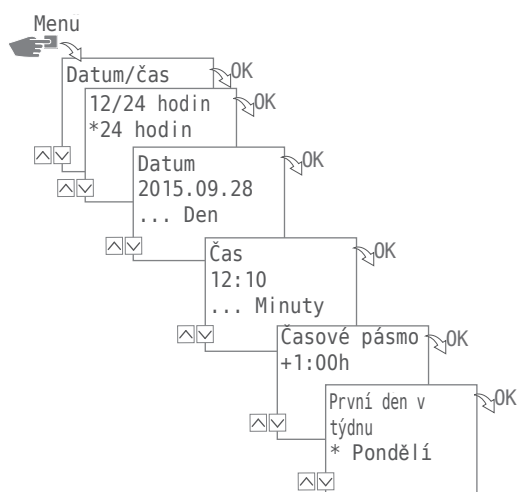 Menu
Datum/čas
OK
12/24 hodin
*24 hodin
OK
Datum
2015.09.28
... Den
OK
Čas
12:10
... Minuty
OK
Časové pásmo
+1:00h
OK
První den v
týdnu
* Pondělí
OK